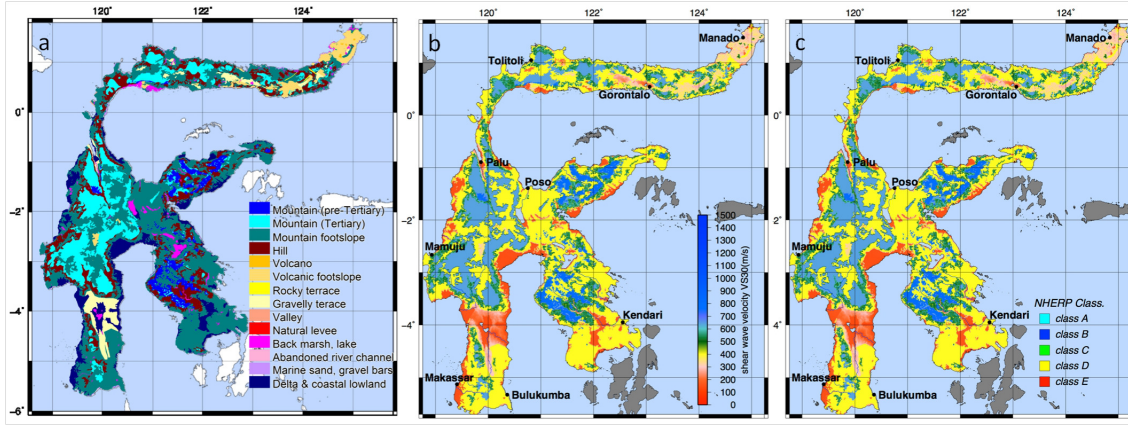 120°
122°
124°
a
0°
−2°
−4°
−6°
Mountain (pre-Tertiary)
Mountain (Tertiary)
Mountain footslope
Hill
Volcano
Volcanic footslope
Rocky terrace
Gravelly terace
Valley
Natural levee
Back marsh, lake
Abandoned river channel
Marine sand, gravel bars
Delta & coastal lowland
120°
122°
124°
b
Manado
Tolitoli
Gorontalo
0°
Palu
Poso
−2°
Mamuju
Kendari
−4°
Makassar
Bulukumba
1500
1400
1300
1200
1100
1000
900
800
700
600
500
400
300
200
100
0
shear wave velocity VS30(m/s)
120°
122°
124°
c
Manado
Tolitoli
Gorontalo
0°
Palu
Poso
−2°
Mamuju
Kendari
−4°
Makassar
Bulukumba
NHERP Class.
class A
class B
class C
class D
class E